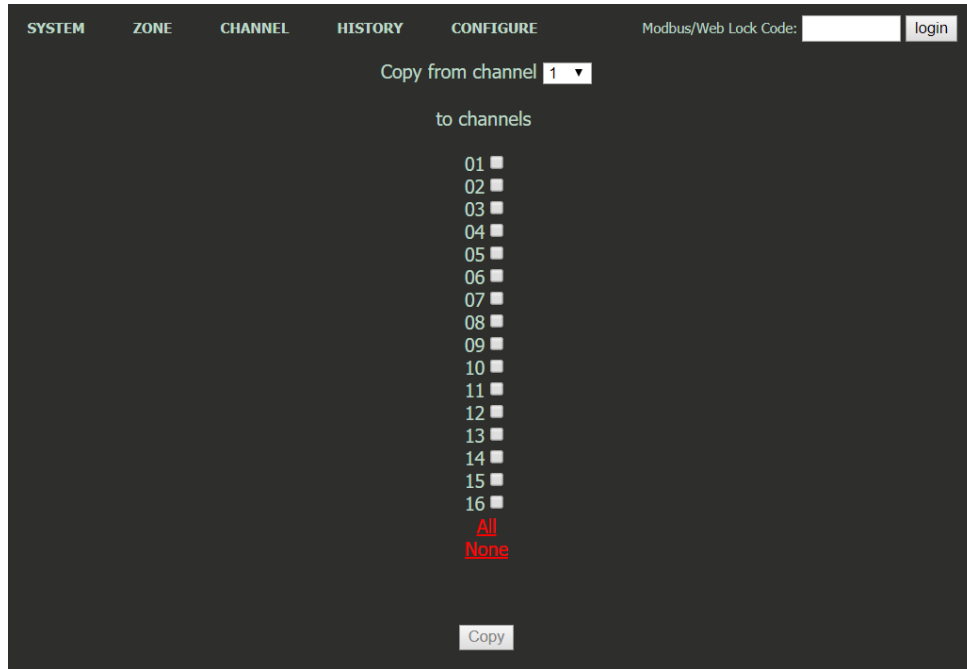 SYSTEM ZONE CHANNEL HISTORY CONFIGURE Modbus/Web Lock Code: login
Copy from channel 1
to channels
01
02
03
04
05
06
07
08
09
10
11
12
13
14
15
16
All
None
Copy